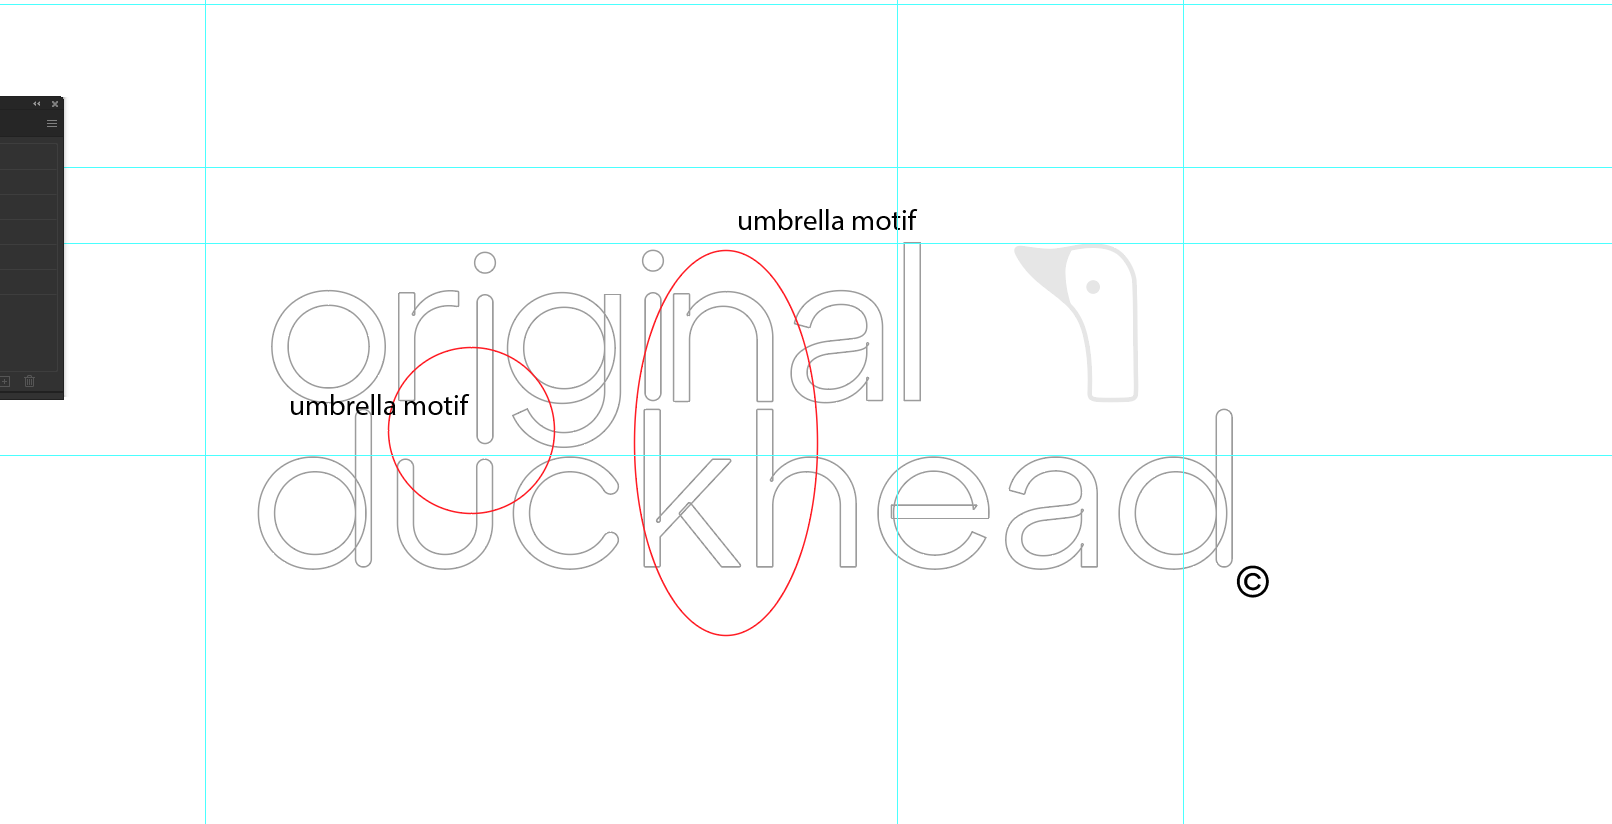 umbrella motif
original
umbrella motif
duckhead
©